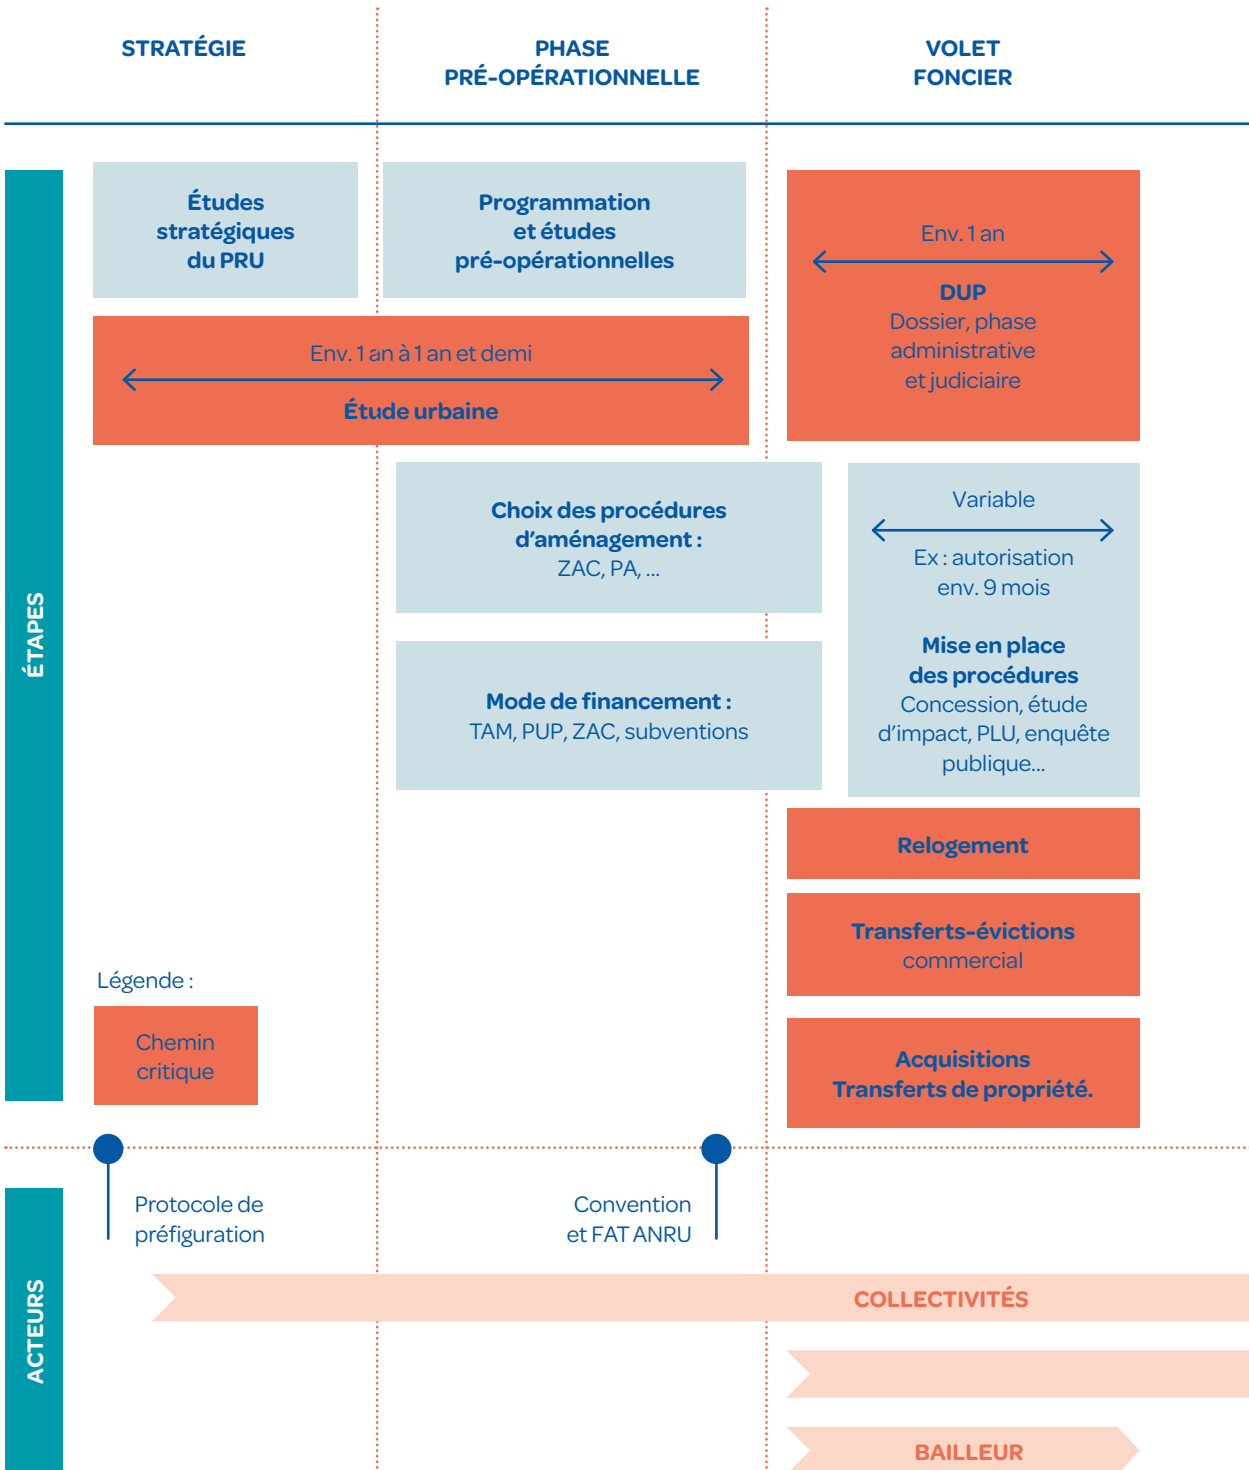 STRATÉGIE
PHASE
PRÉ-OPÉRATIONNELLE
VOLET
FONCIER
ÉTAPES
Études
stratégiques
du PRU
Programmation
et études
pré-opérationnelles
Env. 1 an
DUP
Dossier, phase
administrative
et judiciaire
Env. 1 an à 1 an et demi
Étude urbaine
Choix des procédures
d’aménagement :
ZAC, PA, ...
Variable
Ex : autorisation
env. 9 mois
Mise en place
des procédures
Concession, étude
d’impact, PLU, enquête
publique...
Mode de financement :
TAM, PUP, ZAC, subventions
Relogement
Transferts-évictions
commercial
Acquisitions
Transferts de propriété.
Légende :
Chemin
critique
Protocole de
préfiguration
Convention
et FAT ANRU
ACTEURS
COLLECTIVITÉS
BAILLEUR